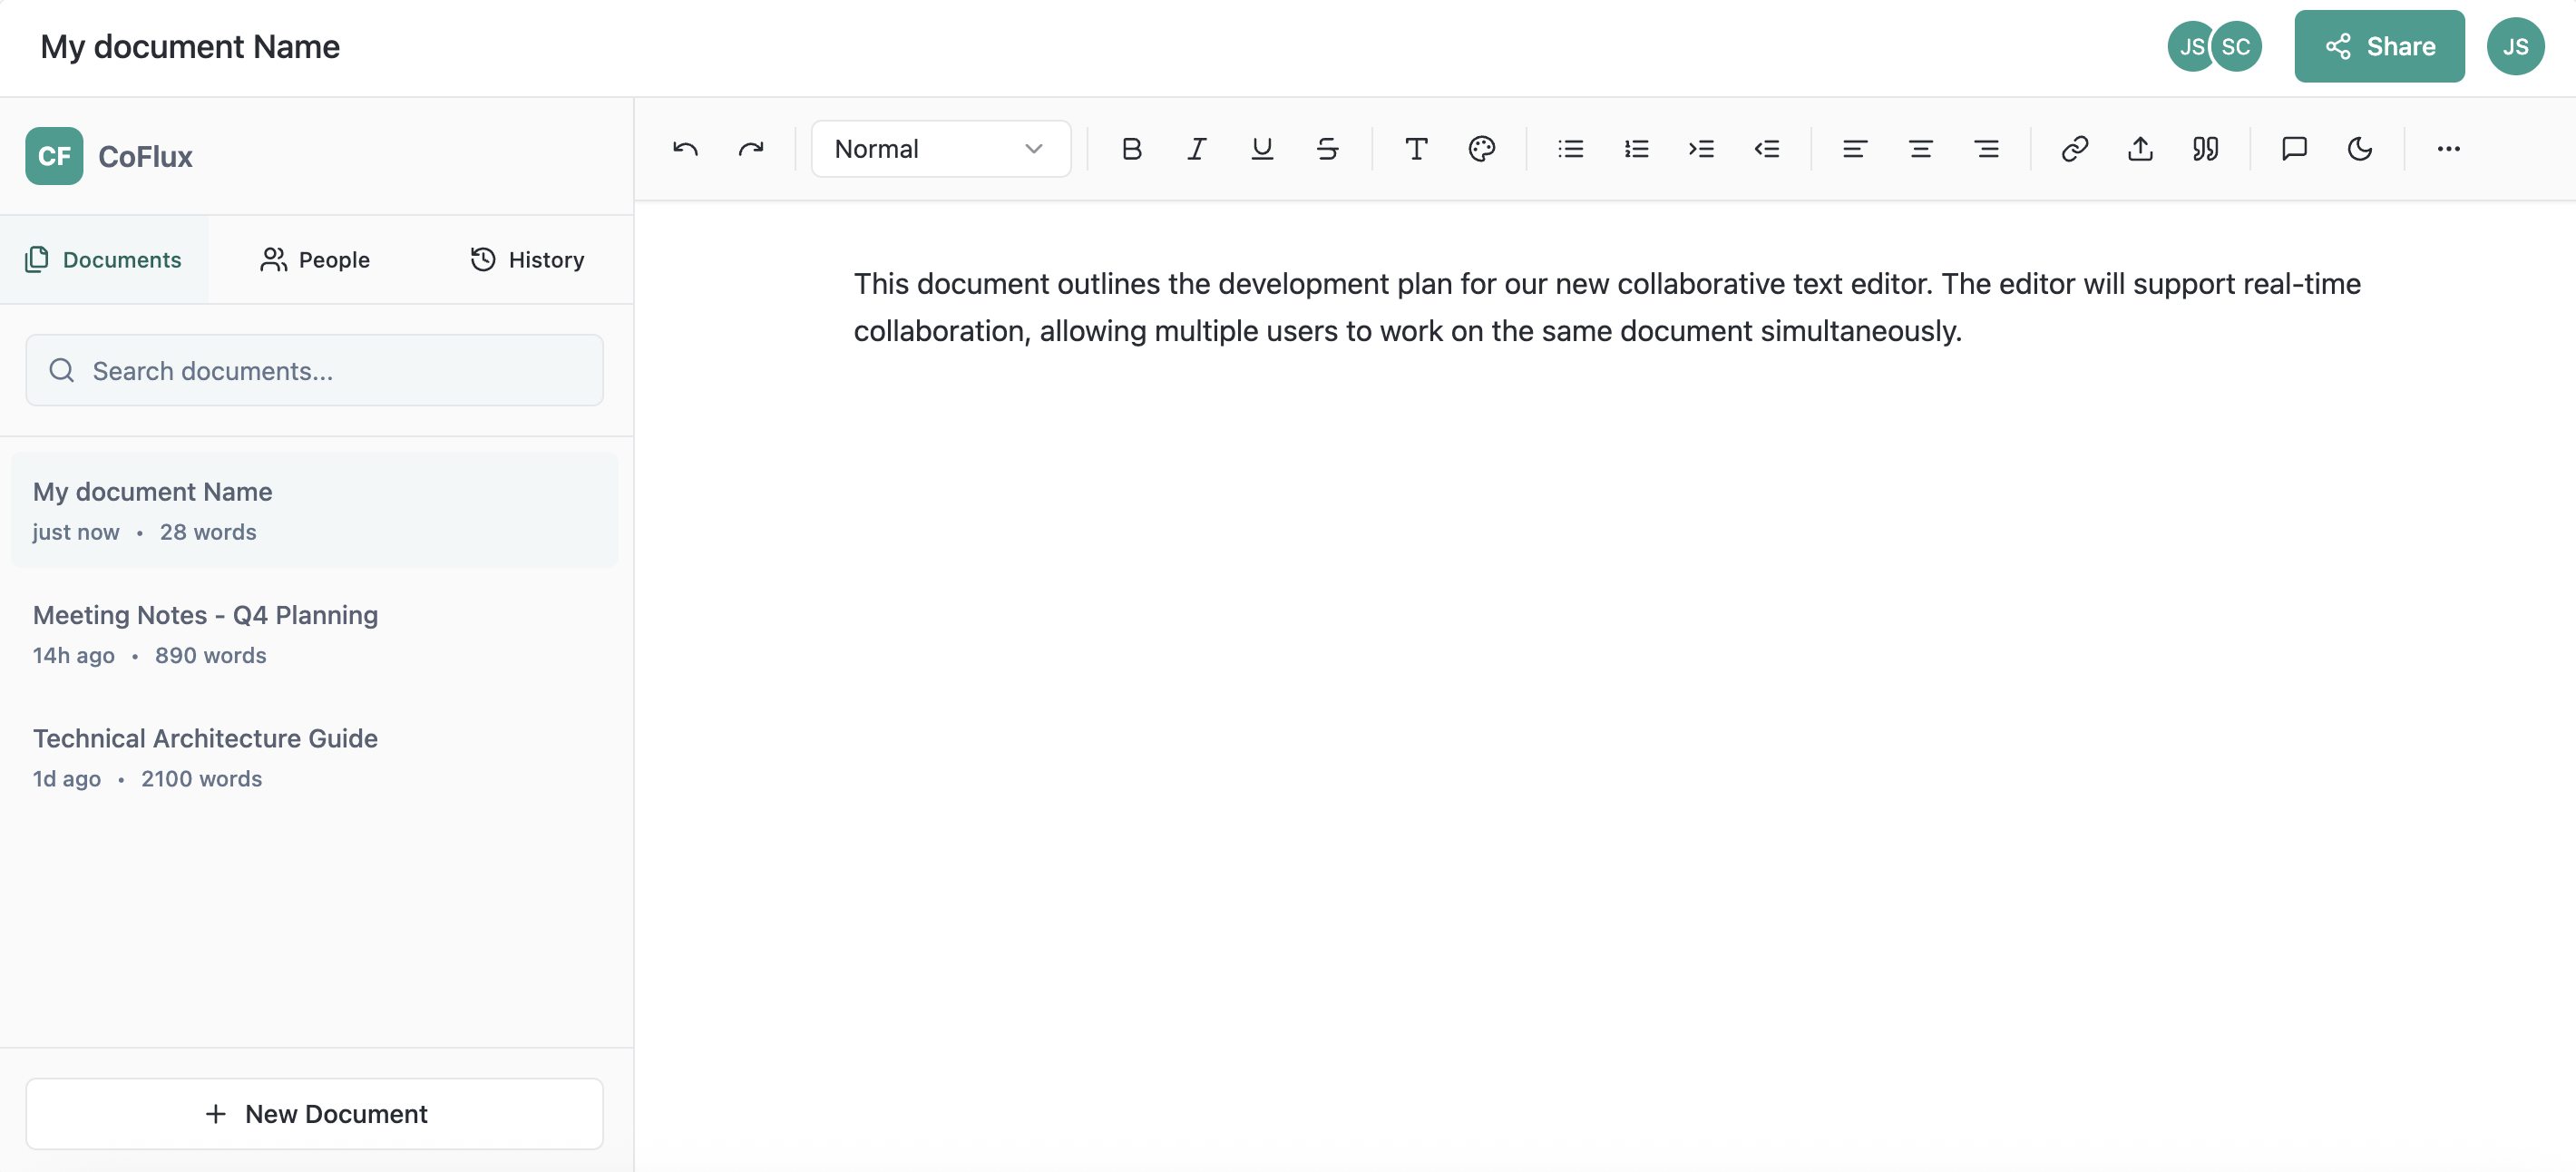 My document Name
JS SC Share JS
CF CoFlux
Normal
Documents People History
Search documents...
My document Name
just now • 28 words
Meeting Notes - Q4 Planning
14h ago • 890 words
Technical Architecture Guide
1d ago • 2100 words
+ New Document
This document outlines the development plan for our new collaborative text editor. The editor will support real-time
collaboration, allowing multiple users to work on the same document simultaneously.